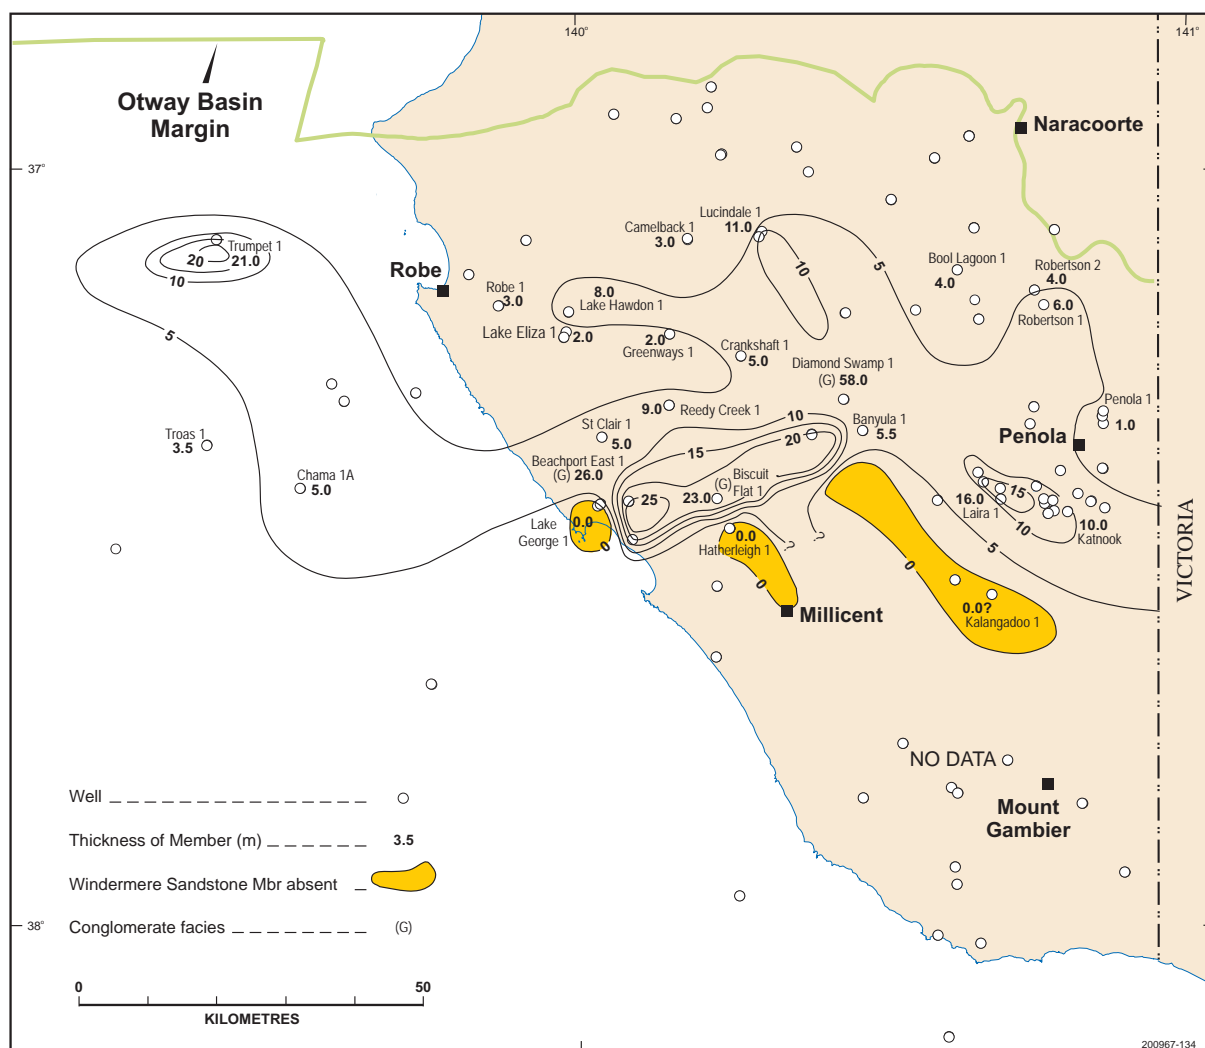 140°
141°
Otway Basin
Margin
Naracoorte
37°
Lucindale 1
11.0
Camelback 1
3.0
Trumpet 1
20
21.0
10
10
5
Bool Lagoon 1
4.0
Robertson 2
4.0
6.0
Robertson 1
Robe
Robe 1
3.0
8.0
Lake Hawdon 1
Lake Eliza 1
2.0
2.0
Greenways 1
5
Crankshaft 1
5.0
Diamond Swamp 1
(G) 58.0
9.0
Reedy Creek 1
Penola 1
1.0
10
St Clair 1
5.0
15
20
Banyula 1
5.5
Penola
Troas 1
3.5
Beachport East 1
(G) 26.0
Chama 1A
5.0
25
(G)
23.0
Biscuit
Flat 1
15
16.0
Laira 1
10
10.0
Katnook
Lake
George 1
0.0
0
0.0
Hatherleigh 1
?
?
0
5
0
0.0?
Kalangadoo 1
Millicent
VICTORIA
NO DATA
Mount
Gambier
Well
Thickness of Member (m)
3.5
Windermere Sandstone Mbr absent
Conglomerate facies
(G)
38°
0
50
KILOMETRES
200967-134